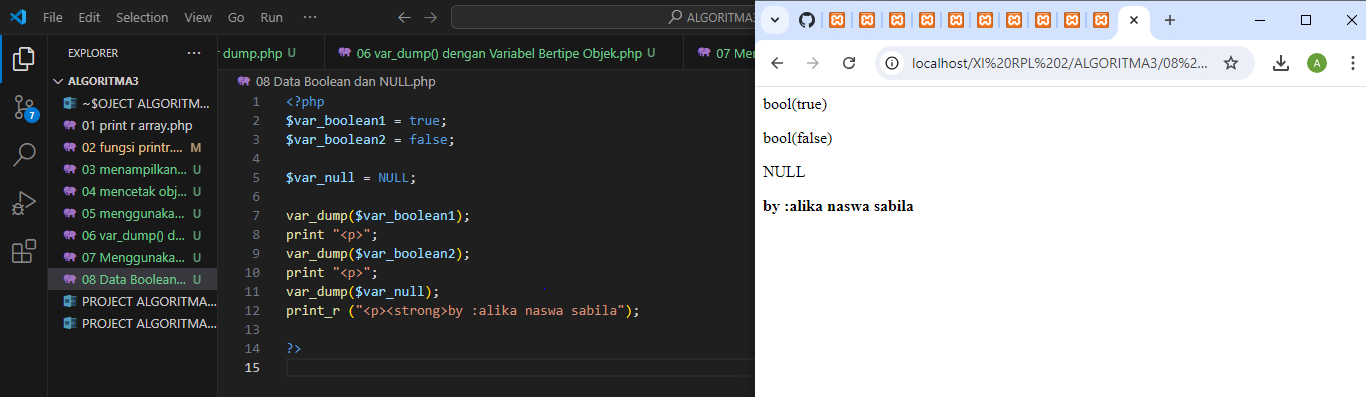 File Edit Selection View Go Run ··· ALGORITMA3
EXPLORER ···
ALGORITMA3
~$OJECT ALGORITM...
01 print r array.php
02 fungsi printr.... M
03 menampilkan... U
04 mencetak obj... U
05 menggunaka... U
06 var_dump() d... U
07 Menggunaka... U
08 Data Boolean... U
PROJECT ALGORITMA...
PROJECT ALGORITMA...
7
r dump.php U 06 var_dump() dengan Variabel Bertipe Objek.php U 07 Me
08 Data Boolean dan NULL.php
1 <?php
2 $var_boolean1 = true;
3 $var_boolean2 = false;
4
5 $var_null = NULL;
6
7 var_dump($var_boolean1);
8 print "<p>";
9 var_dump($var_boolean2);
10 print "<p>";
11 var_dump($var_null);
12 print_r ("<p><strong>by :alika naswa sabila");
13
14 ?>
15
localhost/XI%20RPL%202/ALGORITMA3/08%2... A
bool(true)
bool(false)
NULL
by :alika naswa sabila